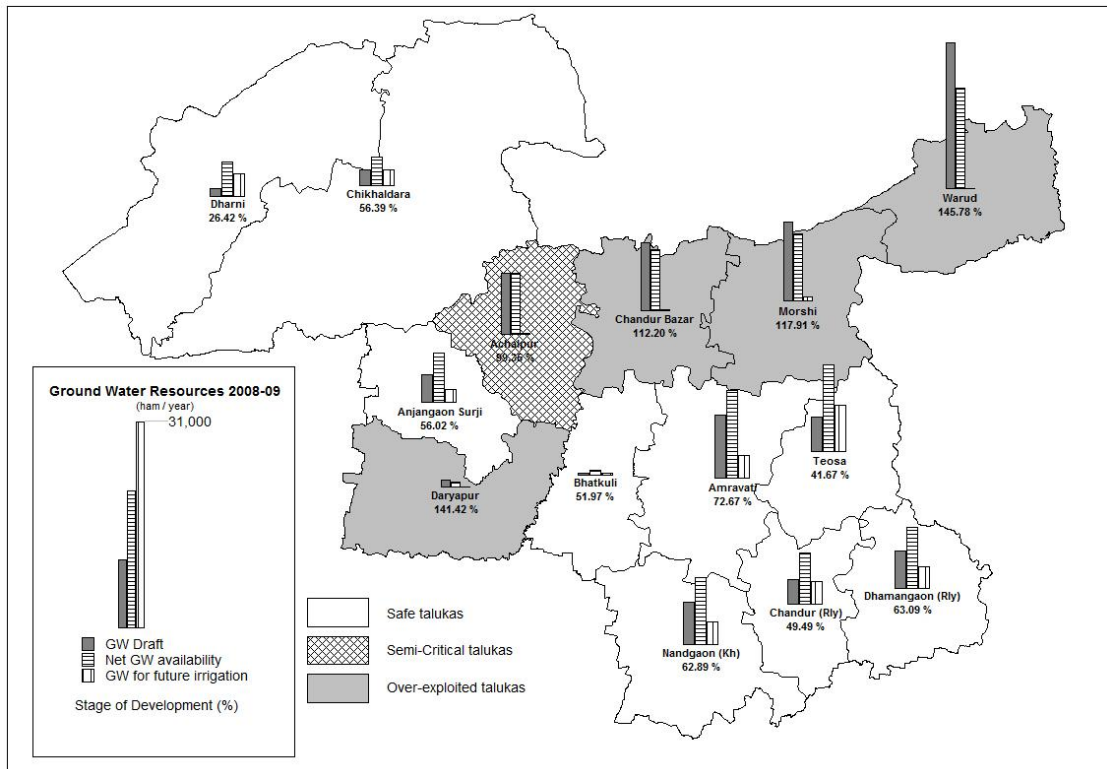 Warud
145.78 %
Dharni
26.42 %
Chikhaldara
56.39 %
Morshi
117.91 %
Chandur Bazar
112.20 %
Achalpur
99.36 %
Ground Water Resources 2008-09
(ham / year)
31,000
GW Draft
Net GW availability
GW for future irrigation
Stage of Development (%)
Anjangaon Surji
56.02 %
Teosa
41.67 %
Bhatkuli
51.97 %
Amravati
72.67 %
Daryapur
141.42 %
Dhamangaon (Rly)
63.09 %
Chandur (Rly)
49.49 %
Nandgaon (Kh)
62.89 %
Safe talukas
Semi-Critical talukas
Over-exploited talukas